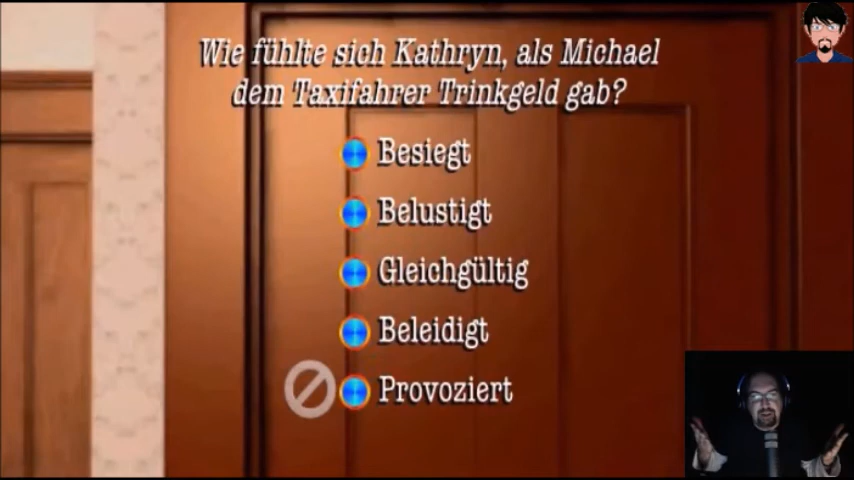 Wie fühlte sich Kathryn, als Michael
dem Taxifahrer Trinkgeld gab?
Besiegt
Belustigt
Gleichgültig
Beleidigt
Provoziert